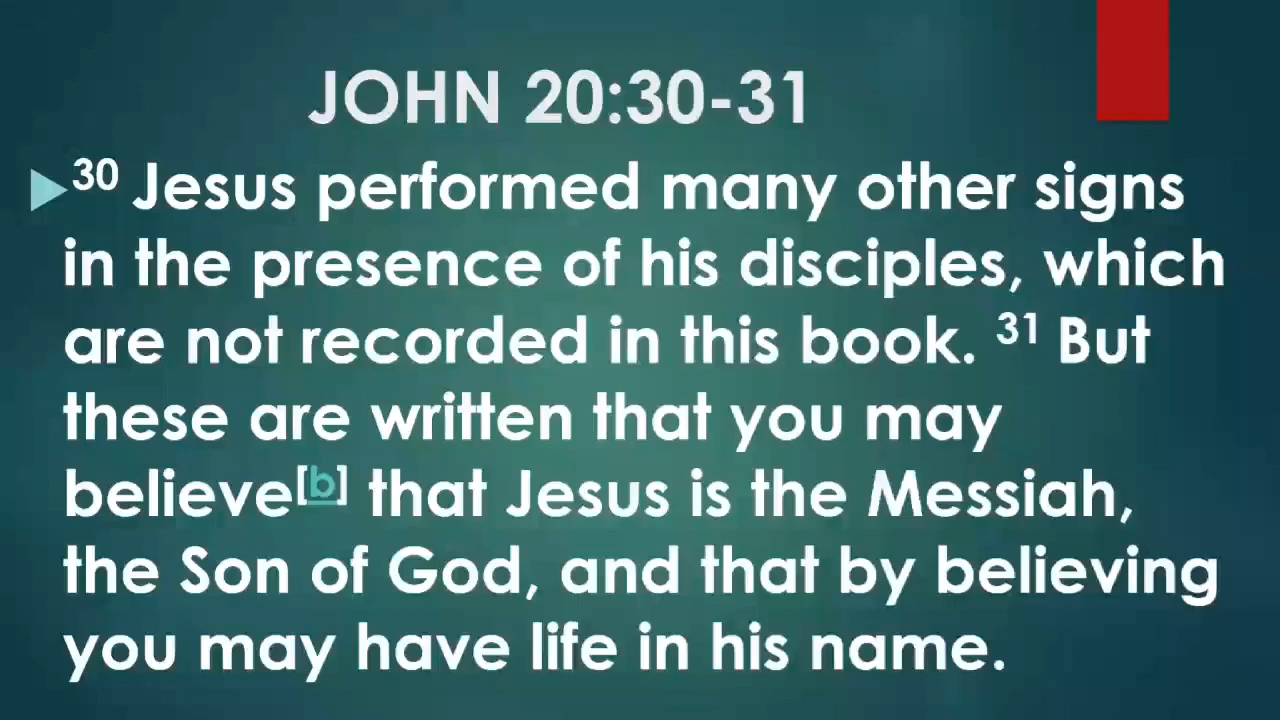 JOHN 20:30-31
30 Jesus performed many other signs
in the presence of his disciples, which
are not recorded in this book. 31 But
these are written that you may
believe[b] that Jesus is the Messiah,
the Son of God, and that by believing
you may have life in his name.